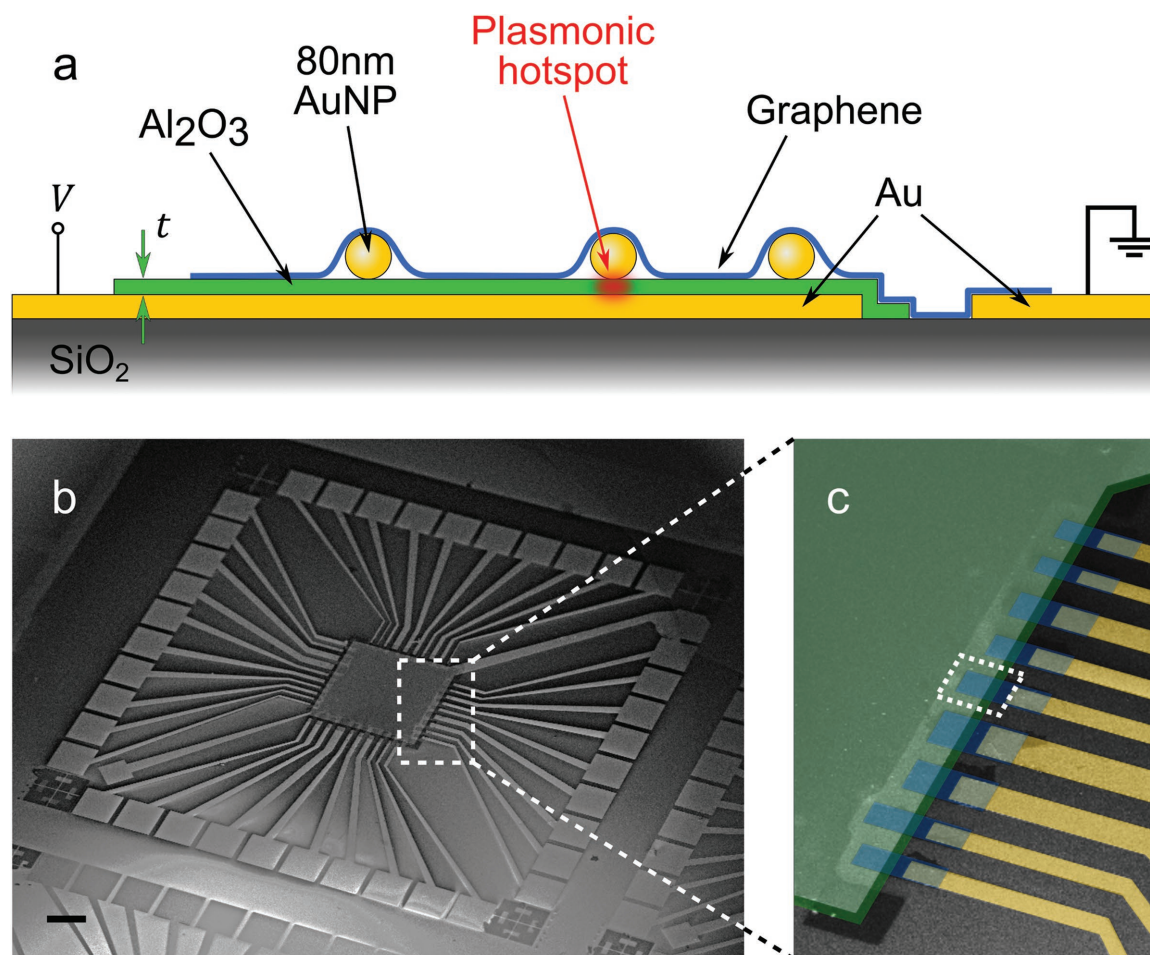 a
80nm
AuNP
Plasmonic
hotspot
Al₂O₃
Graphene
Au
V
t
SiO₂
b
c